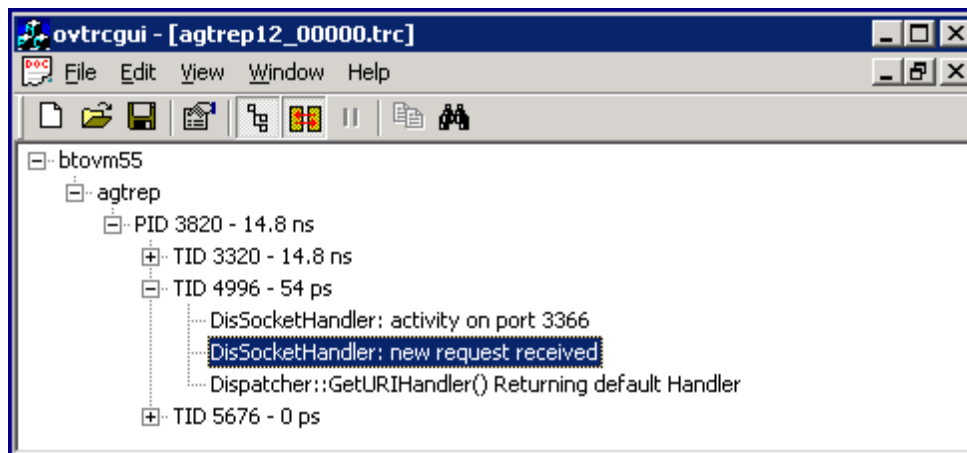 ovtrcgui - [agtrep12_00000.trc]
DOC File Edit View Window Help
btovm55
agtrep
PID 3820 - 14.8 ns
TID 3320 - 14.8 ns
TID 4996 - 54 ps
DisSocketHandler: activity on port 3366
DisSocketHandler: new request received
Dispatcher::GetURIHandler() Returning default Handler
TID 5676 - 0 ps